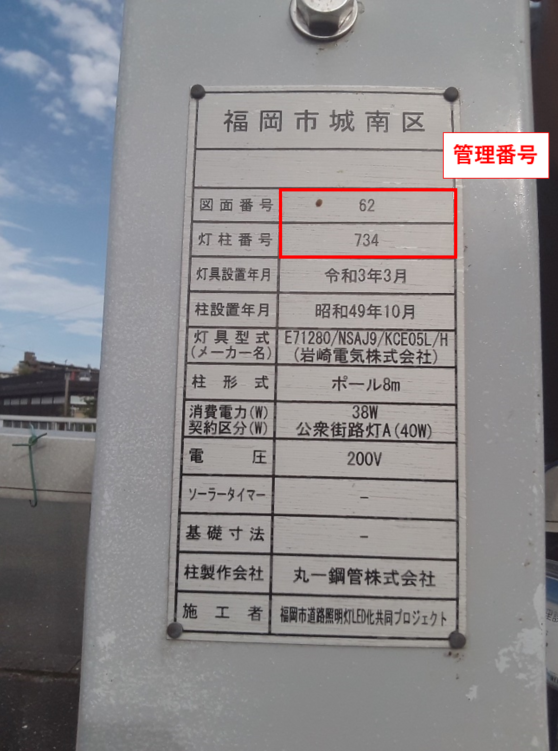 福岡市城南区
管理番号
図面番号 62
灯柱番号 734
灯具設置年月 令和3年3月
柱設置年月 昭和49年10月
灯具型式 E71280/NSAJ9/KCE05L/H
(メーカー名) (岩崎電気株式会社)
柱形式 ポール8m
消費電力(W) 38W
契約区分(W) 公衆街路灯A(40W)
電圧 200V
ソーラータイマー −
基礎寸法 −
柱製作会社 丸一鋼管株式会社
施工者 福岡市道路照明灯LED化共同プロジェクト